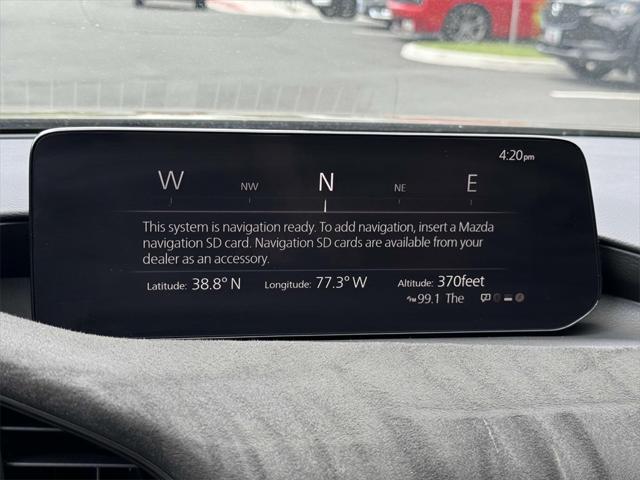 4:20pm
W NW N NE E
This system is navigation ready. To add navigation, insert a Mazda
navigation SD card. Navigation SD cards are available from your
dealer as an accessory.
Latitude: 38.8° N Longitude: 77.3° W Altitude: 370feet
FM 99.1 The